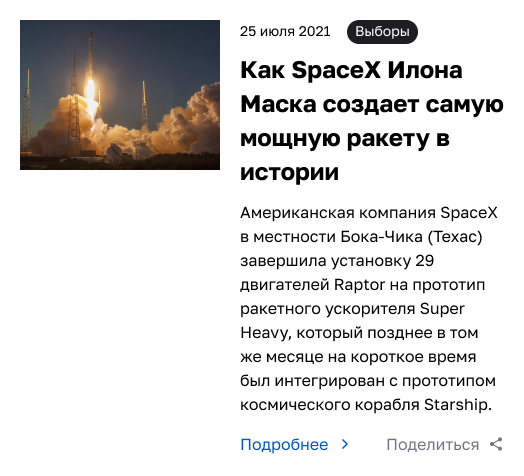 25 июля 2021 Выборы
Как SpaceX Илона
Маска создает самую
мощную ракету в
истории
Американская компания SpaceX
в местности Бока-Чика (Техас)
завершила установку 29
двигателей Raptor на прототип
ракетного ускорителя Super
Heavy, который позднее в том
же месяце на короткое время
был интегрирован с прототипом
космического корабля Starship.
Подробнее Поделиться